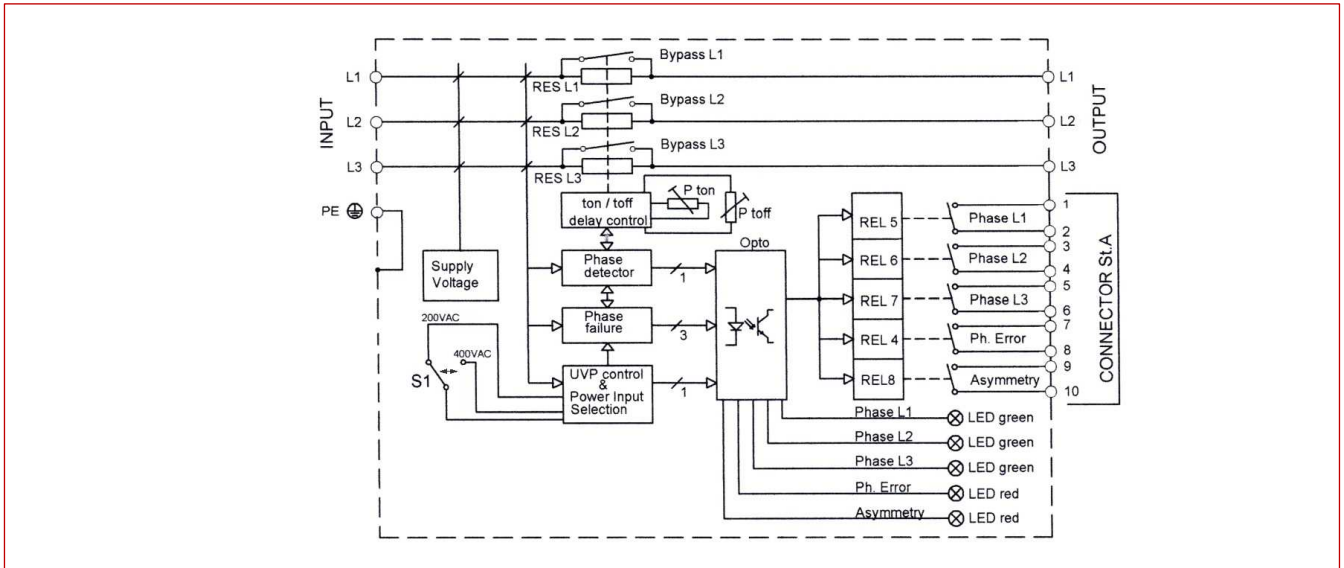 INPUT
L1
L2
L3
PE
RES L1
Bypass L1
RES L2
Bypass L2
RES L3
Bypass L3
L1
L2
L3
OUTPUT
ton / toff
delay control
P ton
P toff
Supply
Voltage
Phase
detector
1
Phase
failure
3
UVP control
&
Power Input
Selection
1
200VAC
400VAC
S1
Opto
REL 5
REL 6
REL 7
REL 4
REL8
Phase L1
Phase L2
Phase L3
Ph. Error
Asymmetry
1
2
3
4
5
6
7
8
9
10
CONNECTOR St.A
Phase L1
LED green
Phase L2
LED green
Phase L3
LED green
Ph. Error
LED red
Asymmetry
LED red